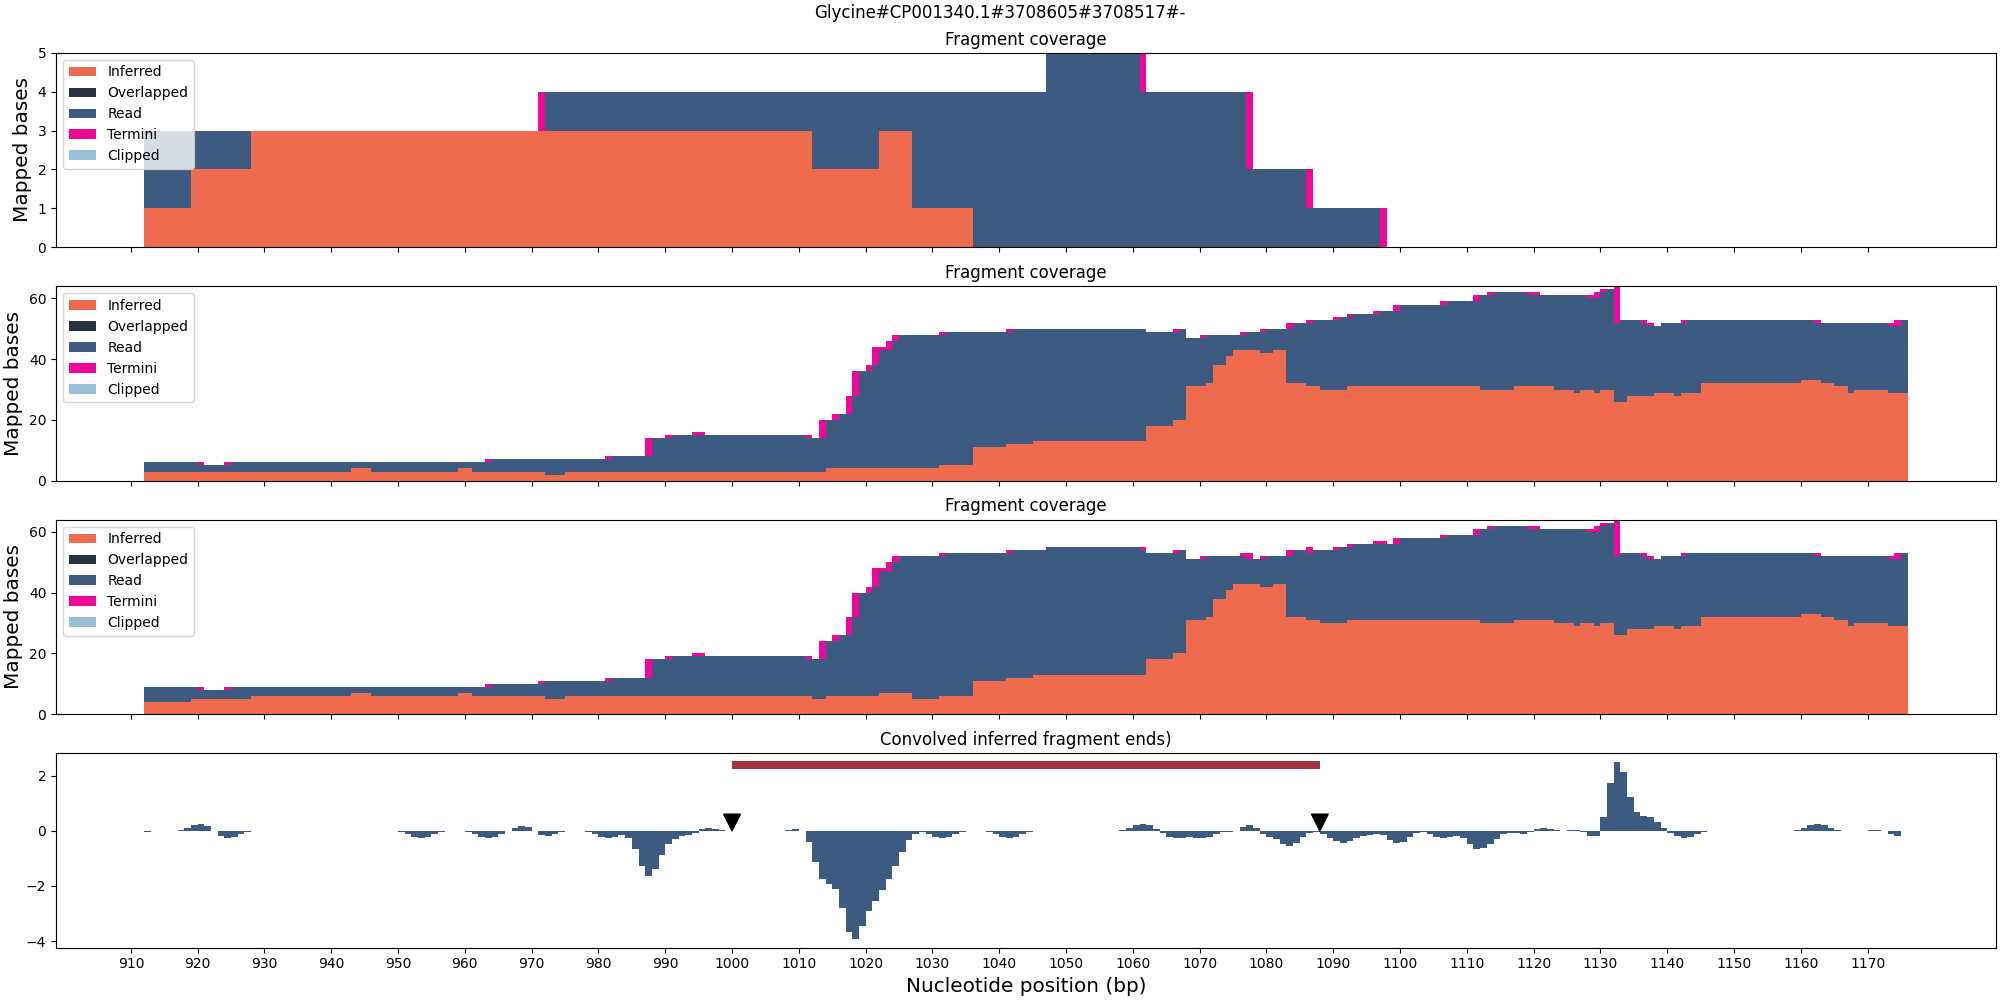 Glycine#CP001340.1#3708605#3708517#-
Fragment coverage
Mapped bases
5
4
3
2
1
0
Inferred
Overlapped
Read
Termini
Clipped
Fragment coverage
Mapped bases
60
40
20
0
Inferred
Overlapped
Read
Termini
Clipped
Fragment coverage
Mapped bases
60
40
20
0
Inferred
Overlapped
Read
Termini
Clipped
Convolved inferred fragment ends)
2
0
−2
−4
910 920 930 940 950 960 970 980 990 1000 1010 1020 1030 1040 1050 1060 1070 1080 1090 1100 1110 1120 1130 1140 1150 1160 1170
Nucleotide position (bp)